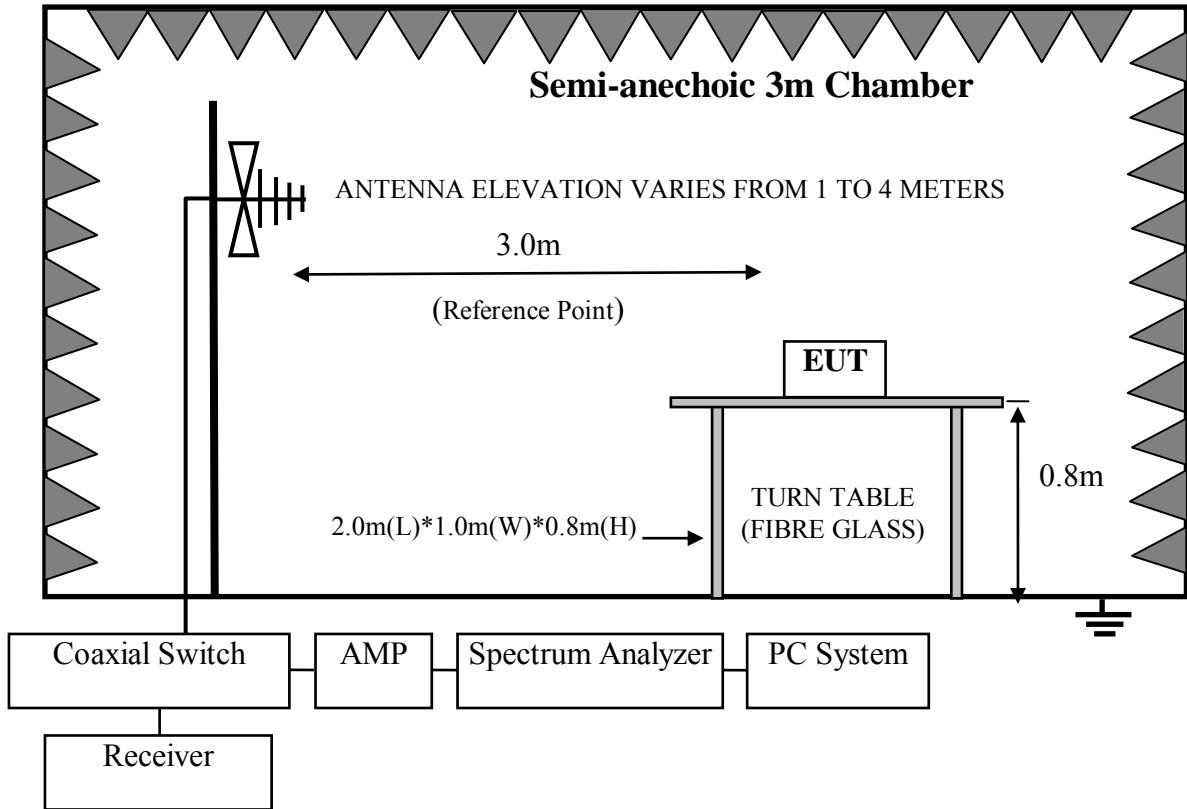 Semi-anechoic 3m Chamber
ANTENNA ELEVATION VARIES FROM 1 TO 4 METERS
3.0m
(Reference Point)
EUT
0.8m
TURN TABLE
(FIBRE GLASS)
2.0m(L)*1.0m(W)*0.8m(H)
Coaxial Switch
AMP
Spectrum Analyzer
PC System
Receiver